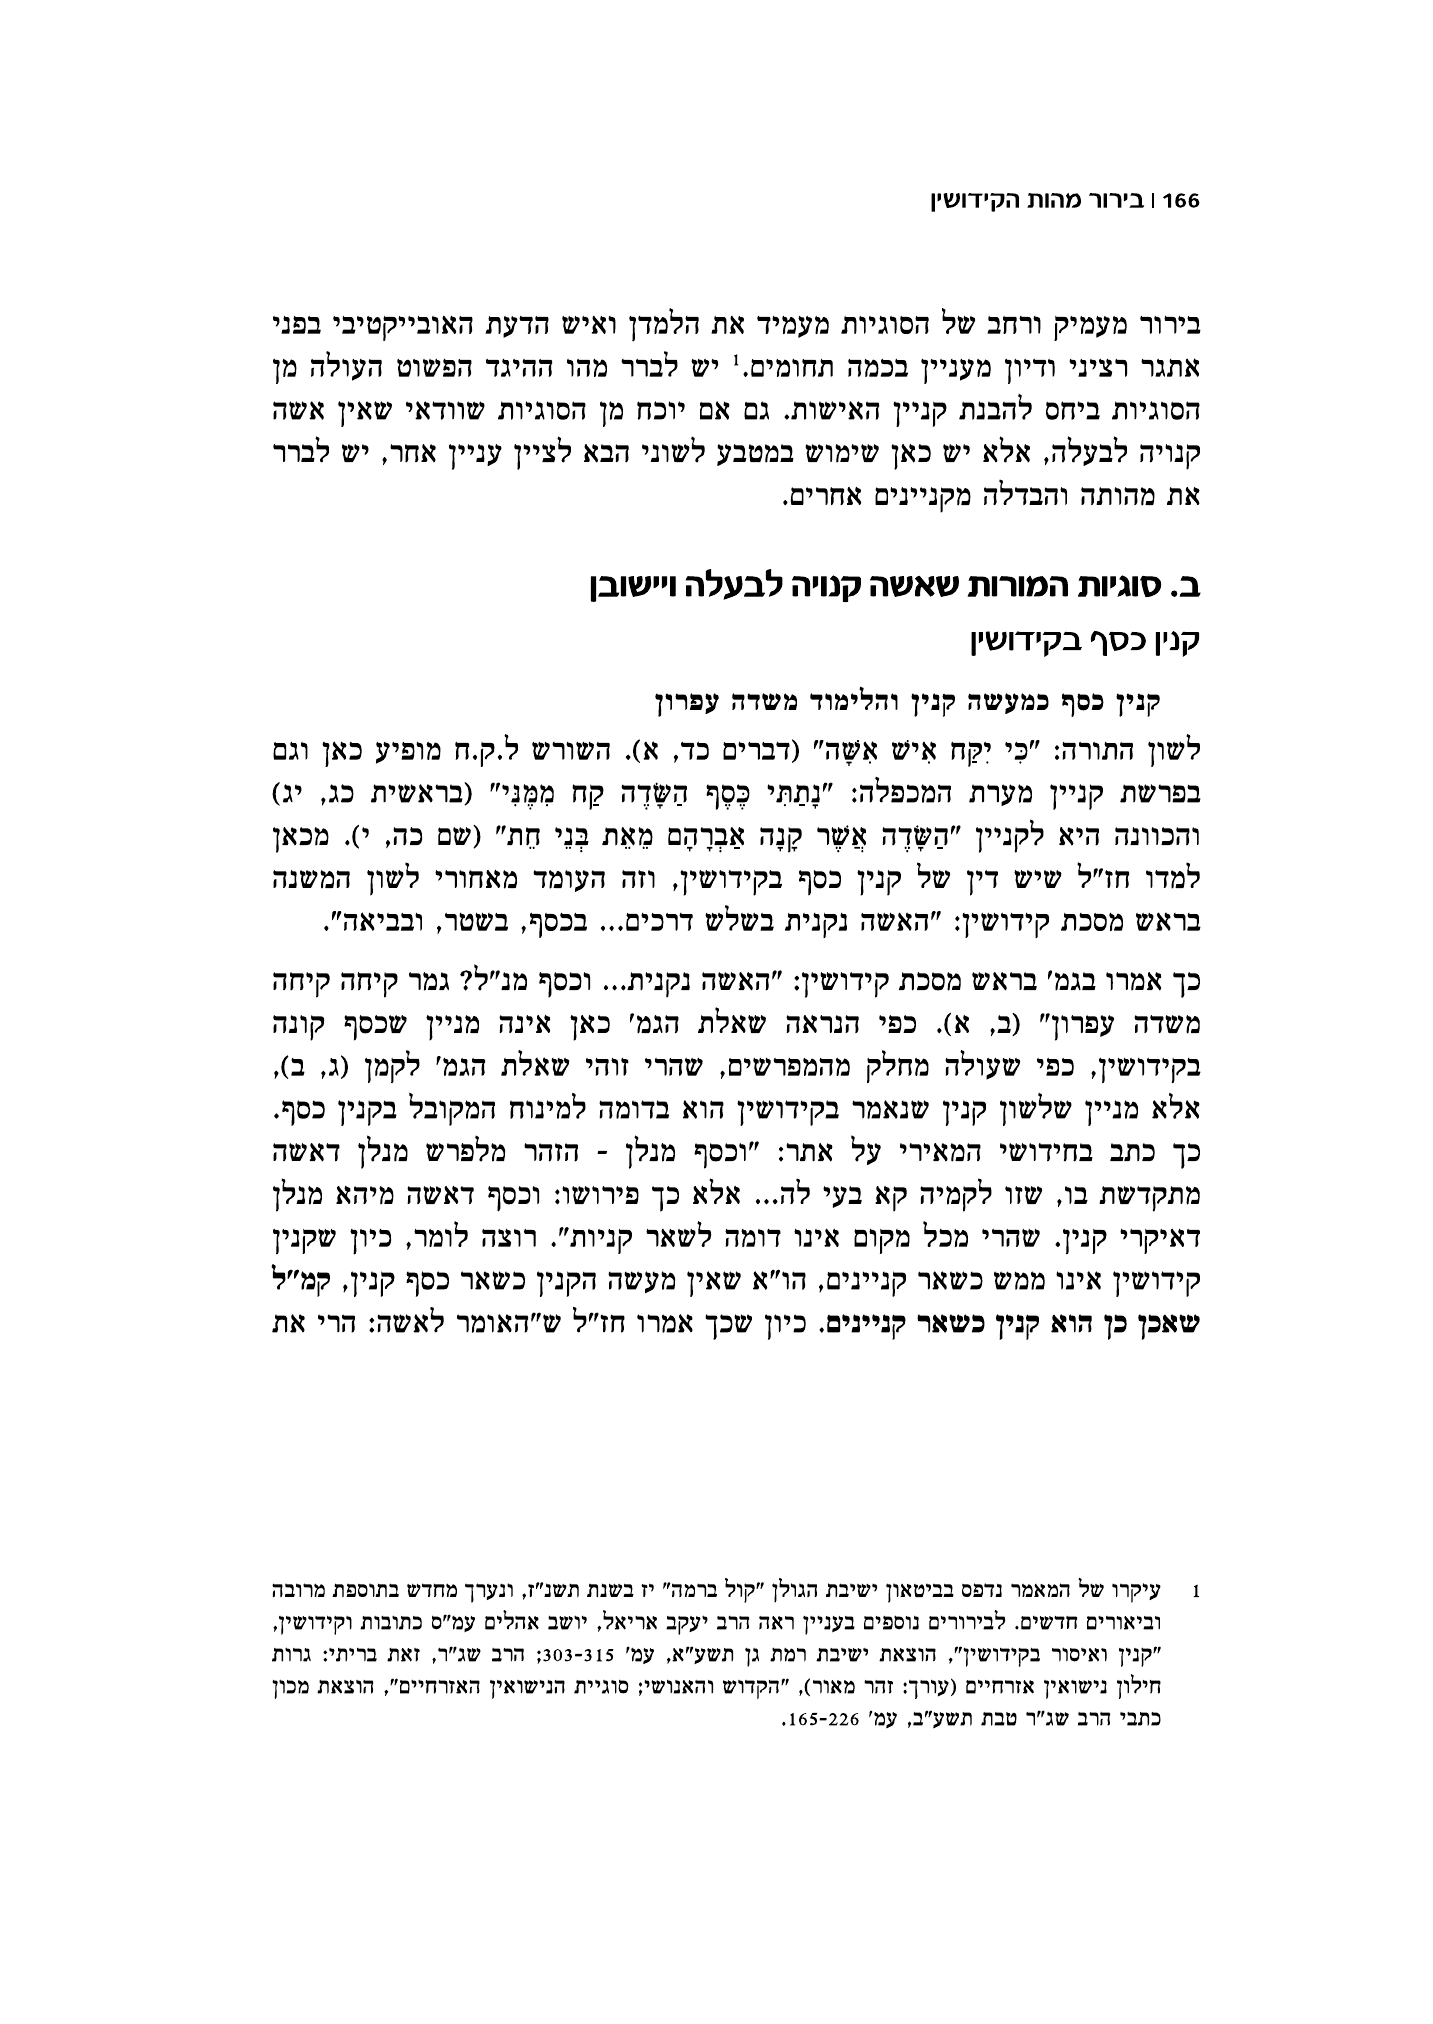 166 | בירור מהות הקידושין
בירור מעמיק ורחב של הסוגיות מעמיד את הלמדן ואיש הדעת האובייקטיבי בפני
אתגר רציני ודיון מעניין בכמה תחומים.1 יש לברר מהו ההיגד הפשוט העולה מן
הסוגיות ביחס להבנת קניין האישות. גם אם יוכח מן הסוגיות שוודאי שאין אשה
קנויה לבעלה, אלא יש כאן שימוש במטבע לשוני הבא לציין עניין אחר, יש לברר
את מהותה והבדלה מקניינים אחרים.
ב. סוגיות המורות שאשה קנויה לבעלה ויישובן
קנין כסף בקידושין
קנין כסף כמעשה קנין והלימוד משדה עפרון
לשון התורה: "כִּי יִקַּח אִישׁ אִשָּׁה" (דברים כד, א). השורש ל.ק.ח מופיע כאן וגם
בפרשת קניין מערת המכפלה: "נָתַתִּי כֶּסֶף הַשָּׂדֶה קַח מִמֶּנִּי" (בראשית כג, יג)
והכוונה היא לקניין "הַשָּׂדֶה אֲשֶׁר קָנָה אַבְרָהָם מֵאֵת בְּנֵי חֵת" (שם כה, י). מכאן
למדו חז"ל שיש דין של קנין כסף בקידושין, וזה העומד מאחורי לשון המשנה
בראש מסכת קידושין: "האשה נקנית בשלש דרכים... בכסף, בשטר, ובביאה".
כך אמרו בגמ' בראש מסכת קידושין: "האשה נקנית... וכסף מנ"ל? גמר קיחה קיחה
משדה עפרון" (ב, א). כפי הנראה שאלת הגמ' כאן אינה מניין שכסף קונה
בקידושין, כפי שעולה מחלק מהמפרשים, שהרי זוהי שאלת הגמ' לקמן (ג, ב),
אלא מניין שלשון קנין שנאמר בקידושין הוא בדומה למינוח המקובל בקנין כסף.
כך כתב בחידושי המאירי על אתר: "וכסף מנלן - הזהר מלפרש מנלן דאשה
מתקדשת בו, שזו לקמיה קא בעי לה... אלא כך פירושו: וכסף דאשה מיהא מנלן
דאיקרי קנין. שהרי מכל מקום אינו דומה לשאר קניות". רוצה לומר, כיון שקנין
קידושין אינו ממש כשאר קניינים, הו"א שאין מעשה הקנין כשאר כסף קנין, קמ"ל
שאכן כן הוא קנין כשאר קניינים. כיון שכך אמרו חז"ל ש"האומר לאשה: הרי את
1 עיקרו של המאמר נדפס בביטאון ישיבת הגולן "קול ברמה" יז בשנת תשנ"ז, ונערך מחדש בתוספת מרובה
וביאורים חדשים. לבירורים נוספים בעניין ראה הרב יעקב אריאל, יושב אהלים עמ"ס כתובות וקידושין,
"קנין ואיסור בקידושין", הוצאת ישיבת רמת גן תשע"א, עמ' 303-315; הרב שג"ר, זאת בריתי: גרות
חילון נישואין אזרחיים (עורך: זהר מאור), "הקדוש והאנושי; סוגיית הנישואין האזרחיים", הוצאת מכון
כתבי הרב שג"ר טבת תשע"ב, עמ' 165-226.